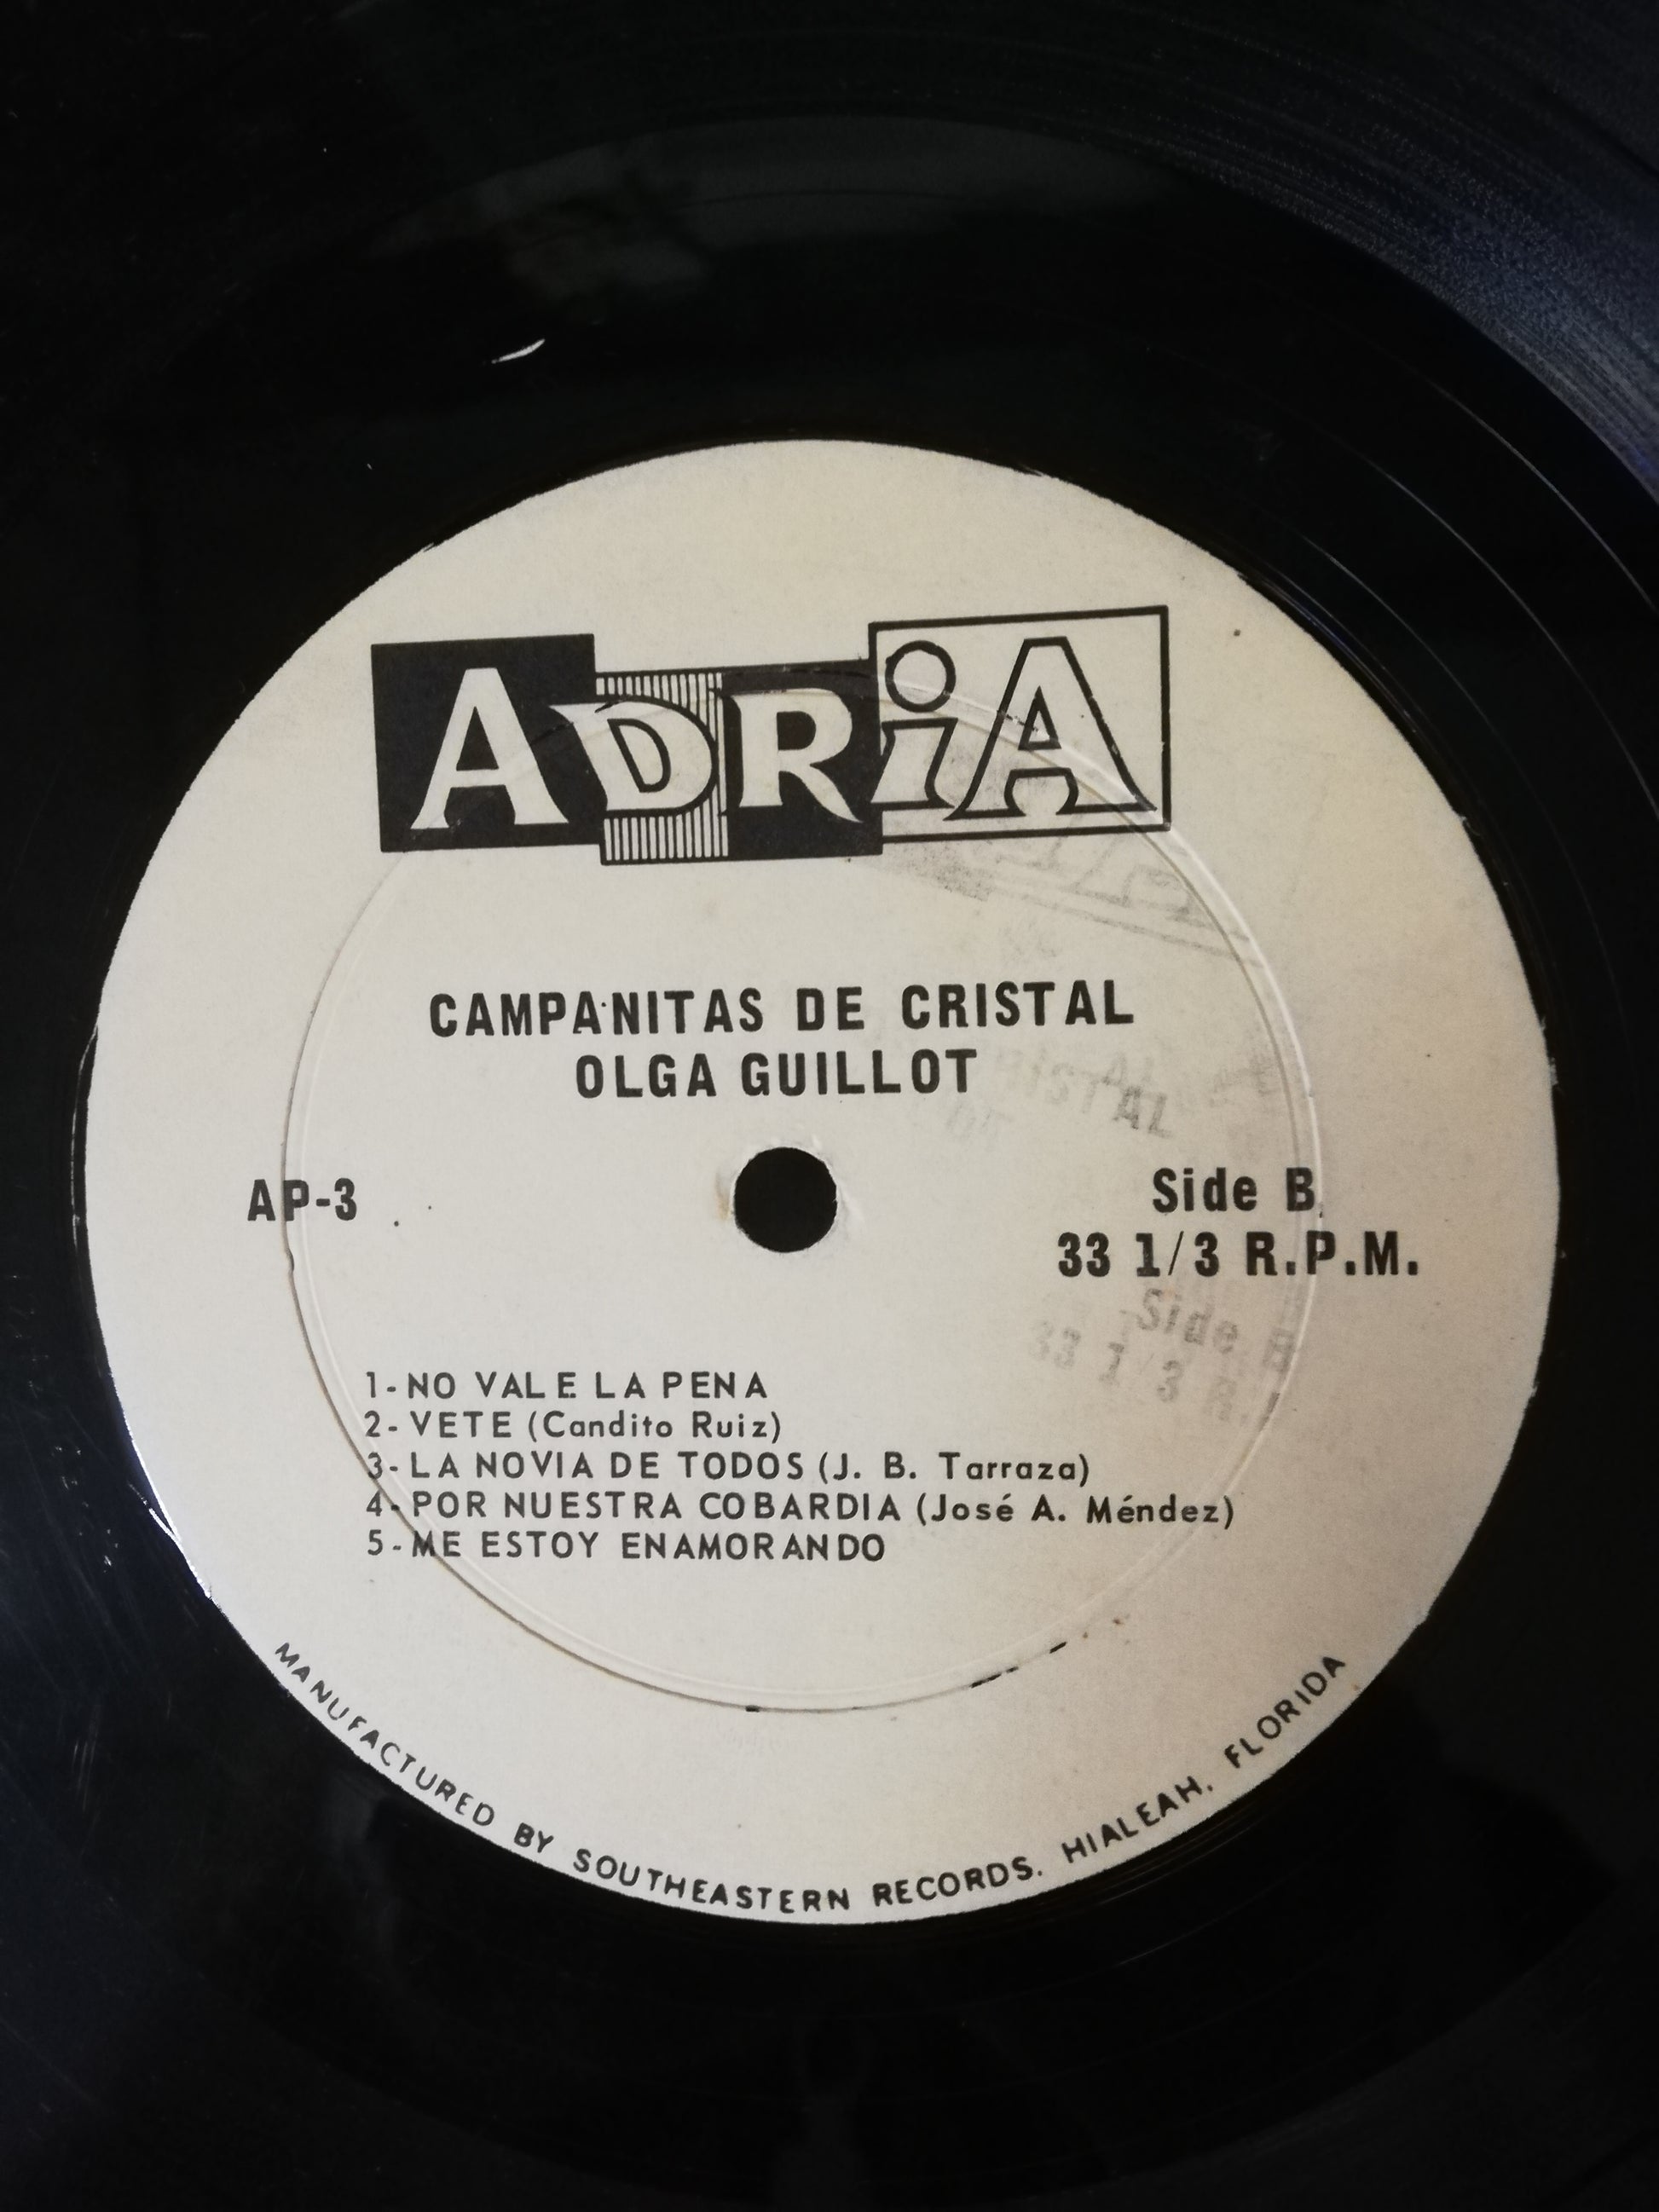 ADRiA
CAMPANITAS DE CRISTAL
OLGA GUILLOT
AP-3
Side B
33 1/3 R.P.M.
1-NO VALE LA PENA
2-VETE (Candito Ruiz)
3-LA NOVIA DE TODOS (J. B. Tarraza)
4-POR NUESTRA COBARDIA (José A. Méndez)
5-ME ESTOY ENAMORANDO
MANUFACTURED BY SOUTHEASTERN RECORDS. HIALEAH, FLORIDA